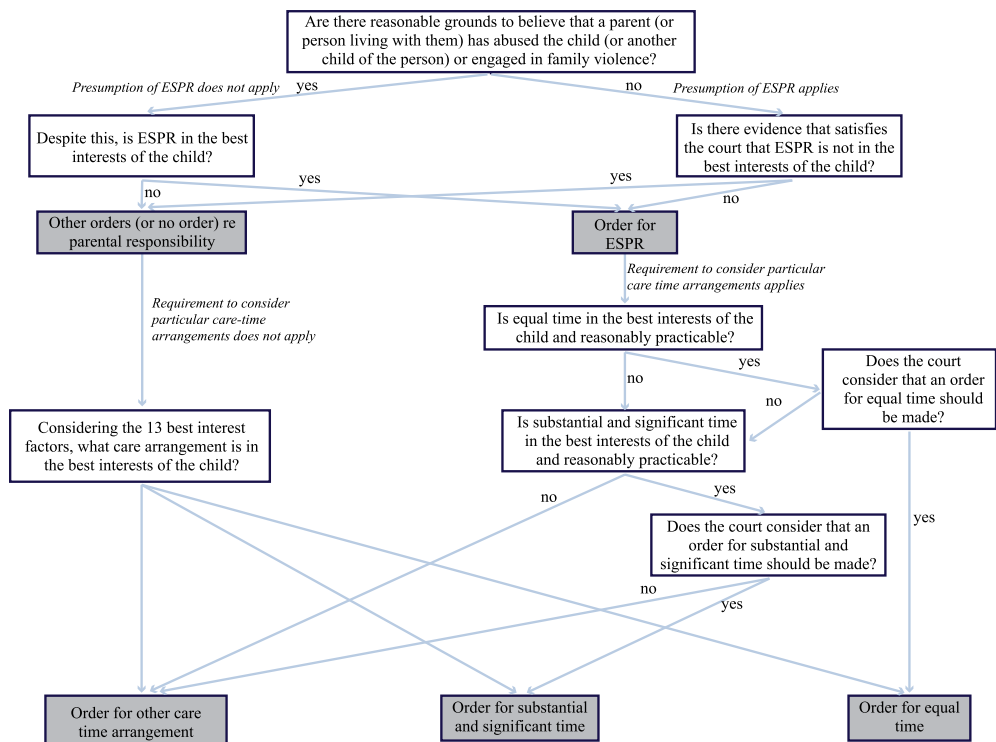 Are there reasonable grounds to believe that a parent (or
person living with them) has abused the child (or another
child of the person) or engaged in family violence?
Presumption of ESPR does not apply
yes
no
Presumption of ESPR applies
Despite this, is ESPR in the best
interests of the child?
Is there evidence that satisfies
the court that ESPR is not in the
best interests of the child?
no
yes
yes
no
Other orders (or no order) re
parental responsibility
Order for
ESPR
Requirement to consider particular
care time arrangements applies
Requirement to consider
particular care-time
arrangements does not apply
Is equal time in the best interests of the
child and reasonably practicable?
no
yes
Does the court
consider that an order
for equal time should
be made?
no
Considering the 13 best interest
factors, what care arrangement is in
the best interests of the child?
Is substantial and significant time
in the best interests of the child
and reasonably practicable?
no
yes
yes
Does the court consider that an
order for substantial and
significant time should be made?
no
yes
Order for other care
time arrangement
Order for substantial
and significant time
Order for equal
time